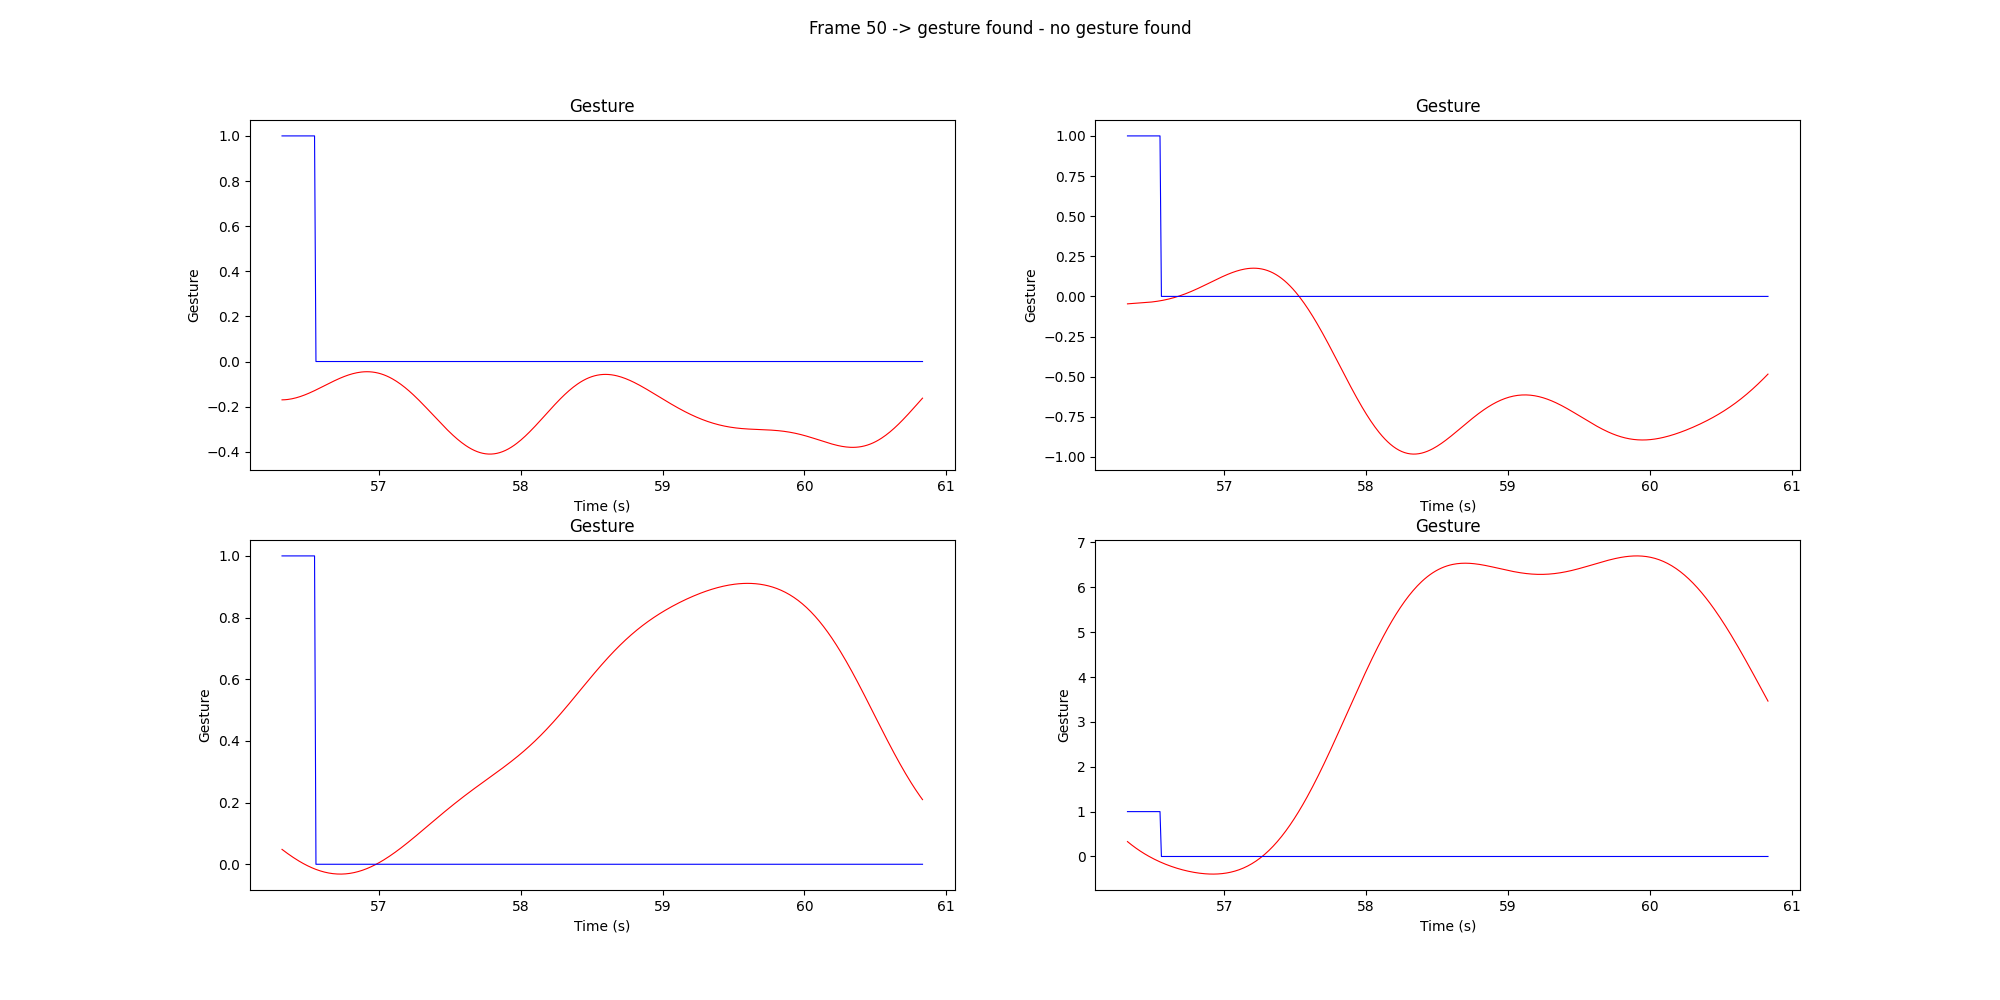 Frame 50 -> gesture found - no gesture found
Gesture
Gesture
1.0
0.8
0.6
0.4
0.2
0.0
−0.2
−0.4
57 58 59 60 61
Time (s)
Gesture
Gesture
1.00
0.75
0.50
0.25
0.00
−0.25
−0.50
−0.75
−1.00
57 58 59 60 61
Time (s)
Gesture
Gesture
1.0
0.8
0.6
0.4
0.2
0.0
57 58 59 60 61
Time (s)
Gesture
Gesture
7
6
5
4
3
2
1
0
57 58 59 60 61
Time (s)